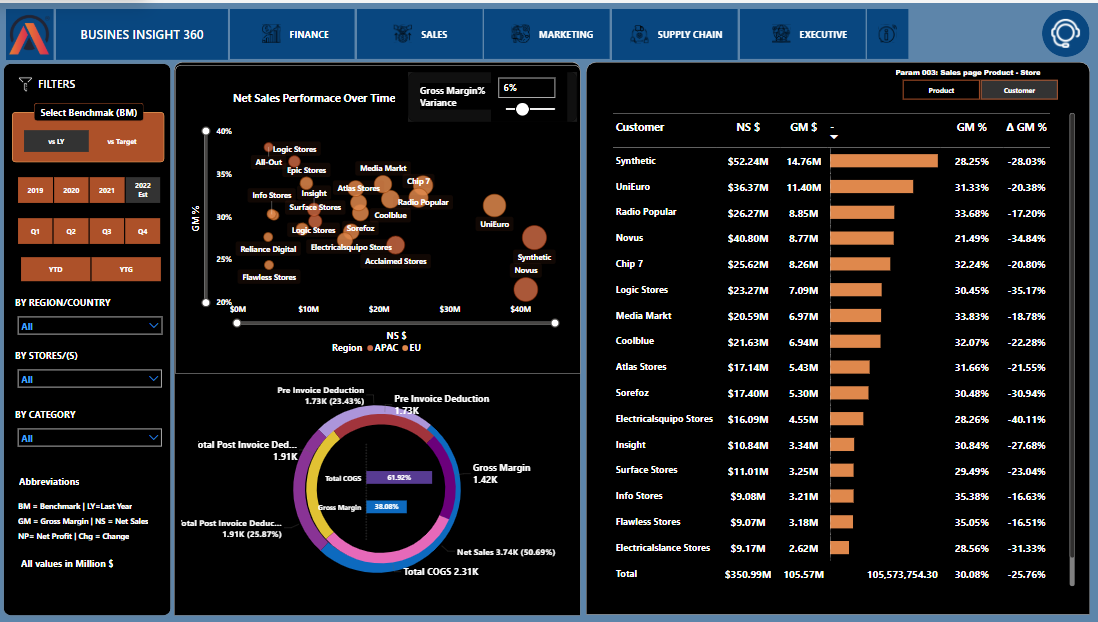 BUSINES INSIGHT 360
FINANCE
SALES
MARKETING
SUPPLY CHAIN
EXECUTIVE
FILTERS
Select Benchmak (BM)
vs LY
vs Target
2019
2020
2021
2022
Est
Q1
Q2
Q3
Q4
YTD
YTG
BY REGION/COUNTRY
All
BY STORES/(S)
All
BY CATEGORY
All
Abbreviations
BM = Benchmark | LY=Last Year
GM = Gross Margin | NS = Net Sales
NP= Net Profit | Chg = Change
All values in Million $
Net Sales Performace Over Time
Gross Margin%
Variance
6%
40%
35%
30%
25%
20%
GM %
Logic Stores
All-Out
Epic Stores
Media Markt
Chip 7
Info Stores
Insight
Atlas Stores
Radio Popular
Surface Stores
Coolblue
UniEuro
Logic Stores
Sorefoz
Reliance Digital
Electricalsquipo Stores
Synthetic
Acclaimed Stores
Novus
Flawless Stores
$0M
$10M
$20M
$30M
$40M
NS $
Region APAC EU
Pre Invoice Deduction
1.73K (23.43%)
Pre Invoice Deduction
1.73K
otal Post Invoice Ded...
1.91K
Gross Margin
1.42K
Total COGS
61.92%
Gross Margin
38.08%
otal Post Invoice Deduc...
1.91K (25.87%)
Net Sales 3.74K (50.69%)
Total COGS 2.31K
Param 003: Sales page Product - Store
Product
Customer
Customer NS $ GM $ - GM % Δ GM %
Synthetic $52.24M 14.76M 28.25% -28.03%
UniEuro $36.37M 11.40M 31.33% -20.38%
Radio Popular $26.27M 8.85M 33.68% -17.20%
Novus $40.80M 8.77M 21.49% -34.84%
Chip 7 $25.62M 8.26M 32.24% -20.80%
Logic Stores $23.27M 7.09M 30.45% -35.17%
Media Markt $20.59M 6.97M 33.83% -18.78%
Coolblue $21.63M 6.94M 32.07% -22.28%
Atlas Stores $17.14M 5.43M 31.66% -21.55%
Sorefoz $17.40M 5.30M 30.48% -30.94%
Electricalsquipo Stores $16.09M 4.55M 28.26% -40.11%
Insight $10.84M 3.34M 30.84% -27.68%
Surface Stores $11.01M 3.25M 29.49% -23.04%
Info Stores $9.08M 3.21M 35.38% -16.63%
Flawless Stores $9.07M 3.18M 35.05% -16.51%
Electricalslance Stores $9.17M 2.62M 28.56% -31.33%
Total $350.99M 105.57M 105,573,754.30 30.08% -25.76%